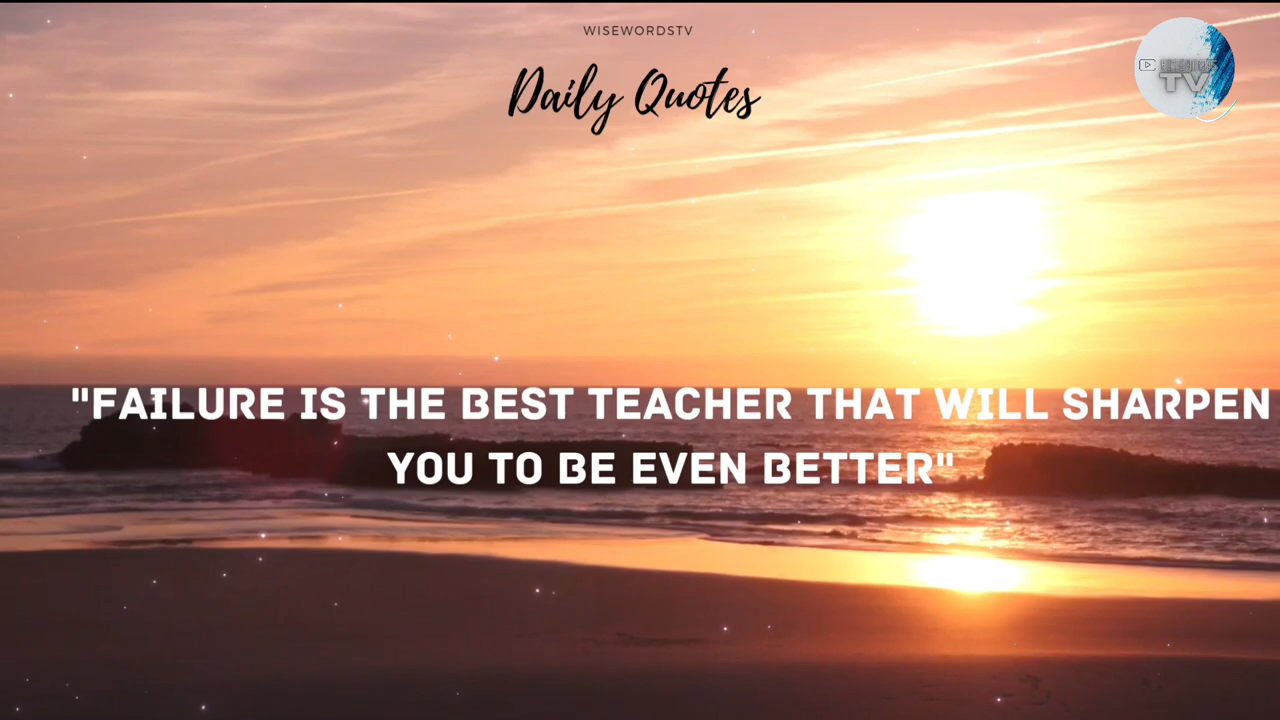 WISEWORDSTV
Daily Quotes
TV
"FAILURE IS THE BEST TEACHER THAT WILL SHARPEN
YOU TO BE EVEN BETTER"